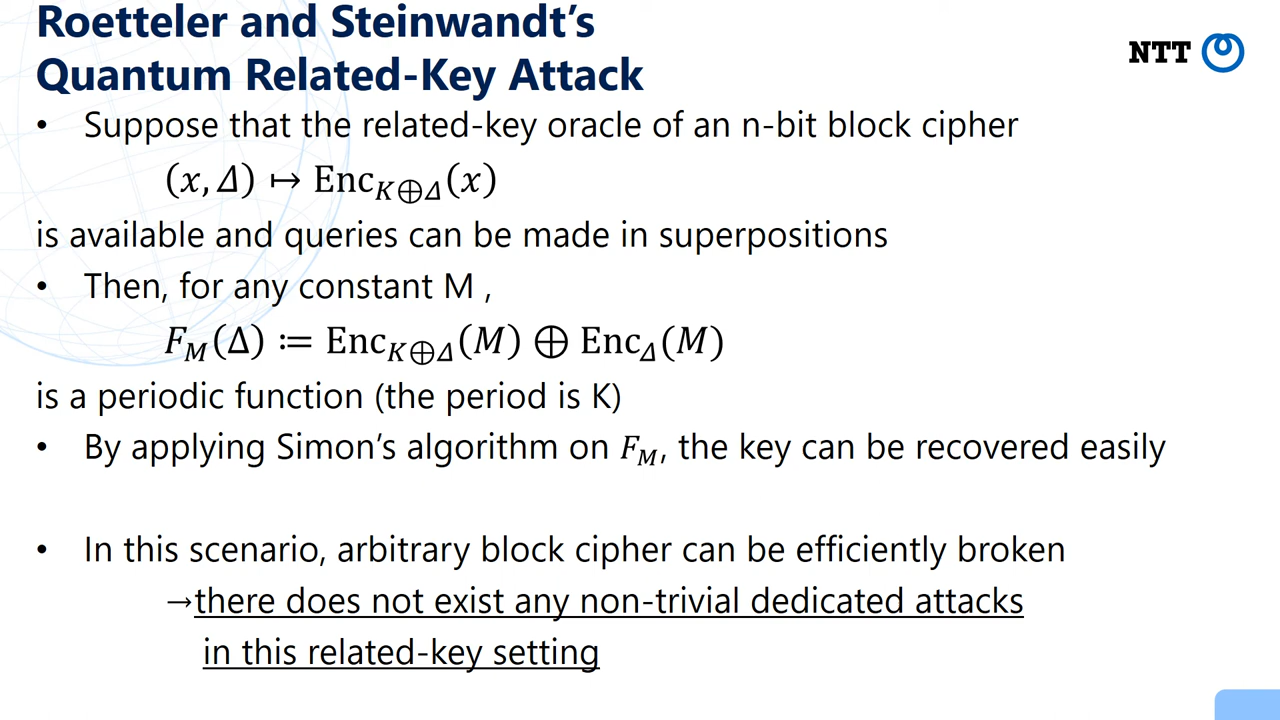 Roetteler and Steinwandt's
Quantum Related-Key Attack
NTT
• Suppose that the related-key oracle of an n-bit block cipher
(x, Δ) ↦ Enc_{K⊕Δ}(x)
is available and queries can be made in superpositions
• Then, for any constant M ,
F_M(Δ) ≔ Enc_{K⊕Δ}(M) ⊕ Enc_Δ(M)
is a periodic function (the period is K)
• By applying Simon's algorithm on F_M, the key can be recovered easily
• In this scenario, arbitrary block cipher can be efficiently broken
→there does not exist any non-trivial dedicated attacks
in this related-key setting